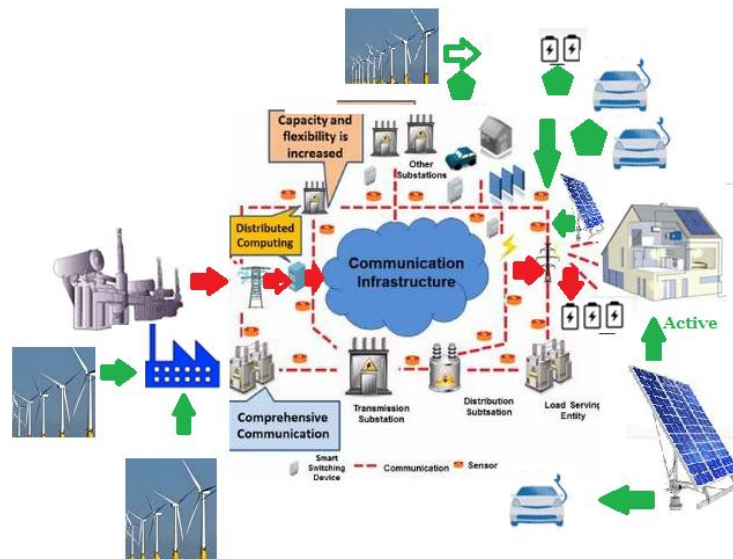 Capacity and
flexibility is
increased
Other
Substations
Distributed
Computing
Communication
Infrastructure
Active
Transmission
Substation
Distribution
Subtsation
Load Serving
Entity
Comprehensive
Communication
Smart
Switching
Device
Communication
Sensor